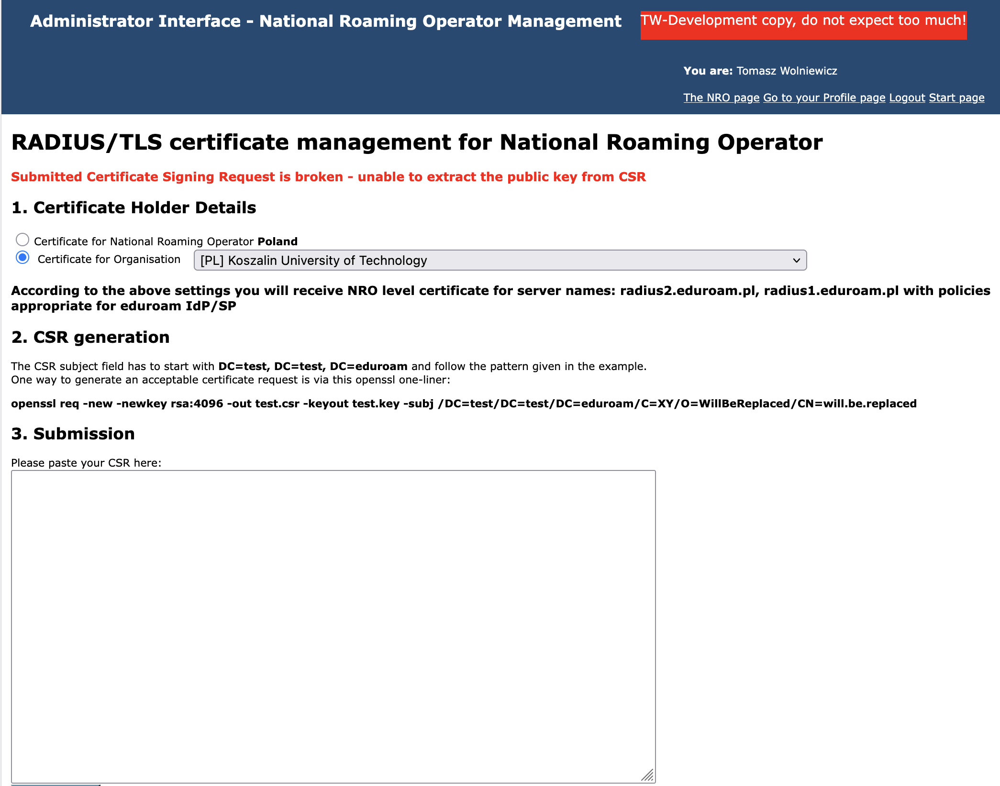 Administrator Interface - National Roaming Operator Management
TW-Development copy, do not expect too much!
You are: Tomasz Wolniewicz
The NRO page Go to your Profile page Logout Start page
RADIUS/TLS certificate management for National Roaming Operator
Submitted Certificate Signing Request is broken - unable to extract the public key from CSR
1. Certificate Holder Details
Certificate for National Roaming Operator Poland
Certificate for Organisation [PL] Koszalin University of Technology
According to the above settings you will receive NRO level certificate for server names: radius2.eduroam.pl, radius1.eduroam.pl with policies
appropriate for eduroam IdP/SP
2. CSR generation
The CSR subject field has to start with DC=test, DC=test, DC=eduroam and follow the pattern given in the example.
One way to generate an acceptable certificate request is via this openssl one-liner:
openssl req -new -newkey rsa:4096 -out test.csr -keyout test.key -subj /DC=test/DC=test/DC=eduroam/C=XY/O=WillBeReplaced/CN=will.be.replaced
3. Submission
Please paste your CSR here: